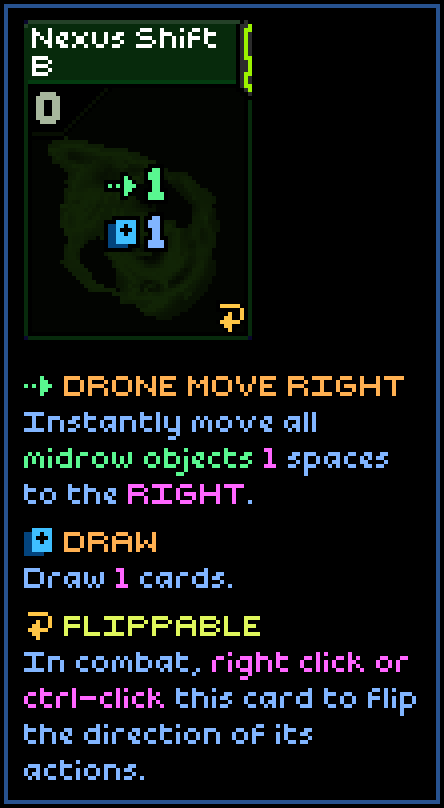 Nexus Shift
B
0
1
1
DRONE MOVE RIGHT
Instantly move all
midrow objects 1 spaces
to the RIGHT.
DRAW
Draw 1 cards.
FLIPPABLE
In combat, right click or
ctrl-click this card to flip
the direction of its
actions.